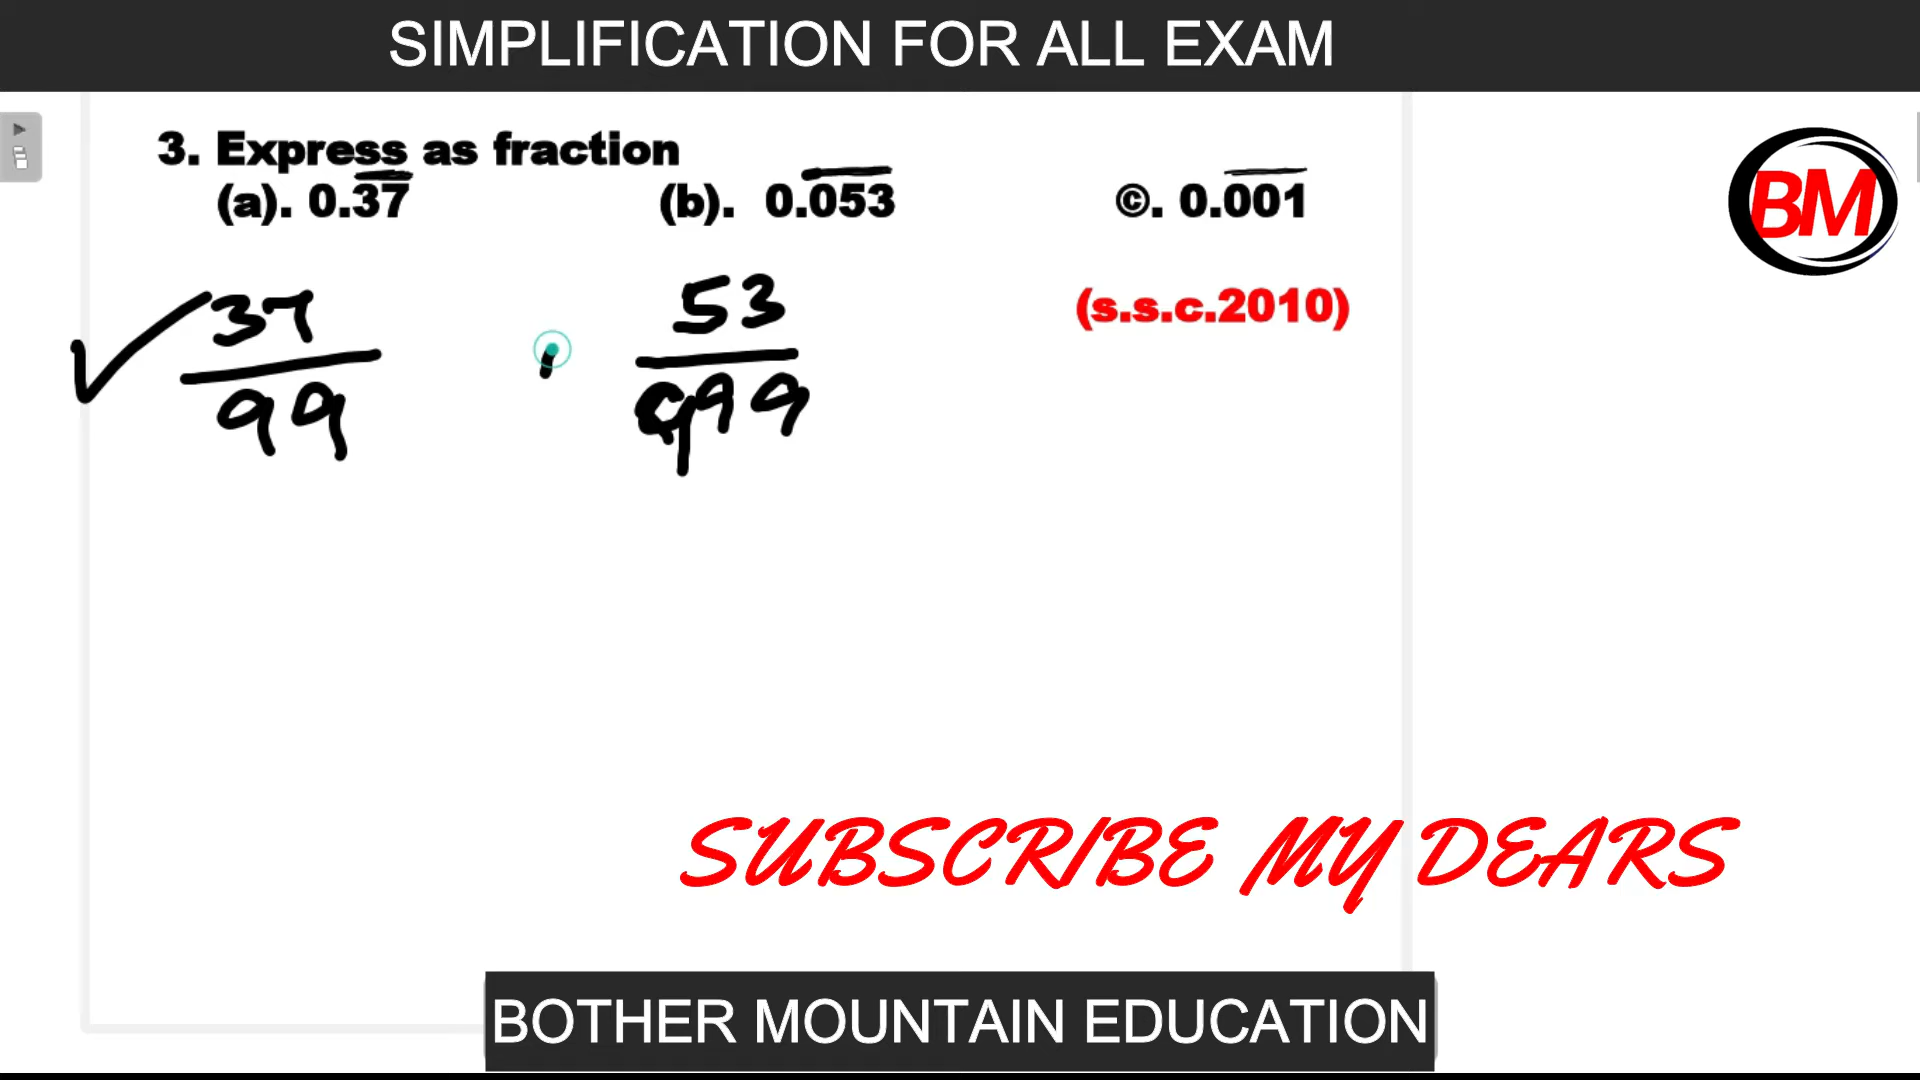 SIMPLIFICATION FOR ALL EXAM
3. Express as fraction
(a). 0.37 (b). 0.053 ©. 0.001
BM
(s.s.c.2010)
37
99
53
999
SUBSCRIBE MY DEARS
BOTHER MOUNTAIN EDUCATION